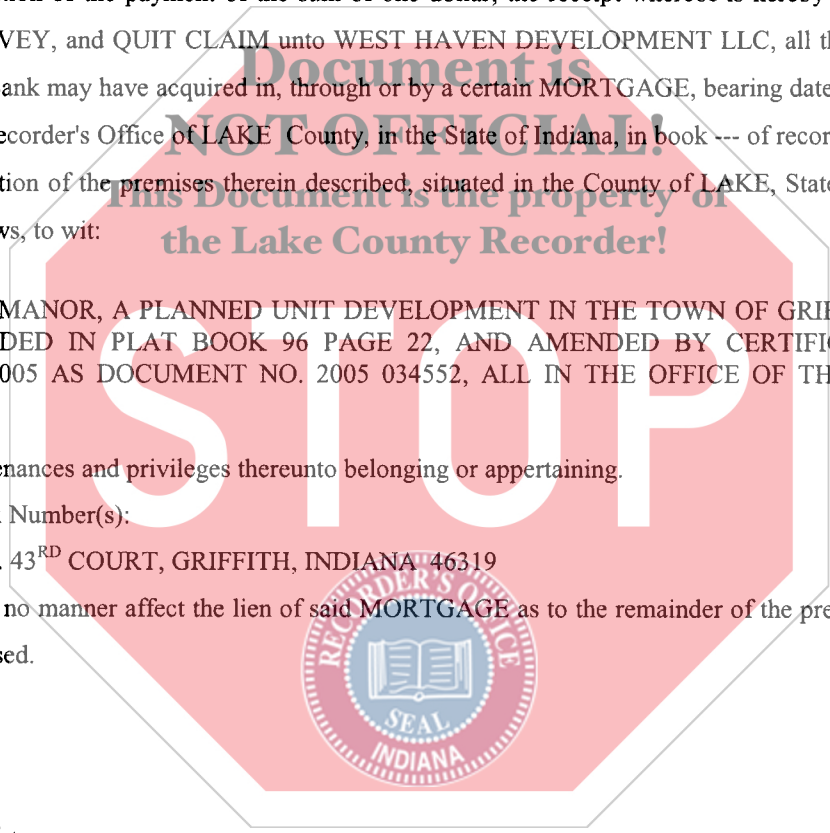 VEY, and QUIT CLAIM unto WEST HAVEN DEVELOPMENT LLC, all th
Document is
ank may have acquired in, through or by a certain MORTGAGE, bearing date
ecorder's Office of LAKE County, in the State of Indiana, in book --- of recor
NOT OFFICIAL!
tion of the premises therein described, situated in the County of LAKE, State
This Document is the property of
ws, to wit:
the Lake County Recorder!
MANOR, A PLANNED UNIT DEVELOPMENT IN THE TOWN OF GRIF
DED IN PLAT BOOK 96 PAGE 22, AND AMENDED BY CERTIFI
005 AS DOCUMENT NO. 2005 034552, ALL IN THE OFFICE OF TH
STOP
enances and privileges thereunto belonging or appertaining.
Number(s):
. 43RD COURT, GRIFFITH, INDIANA 46319
no manner affect the lien of said MORTGAGE as to the remainder of the pre
sed.
RECORDER'S OFFICE
SEAL
INDIANA